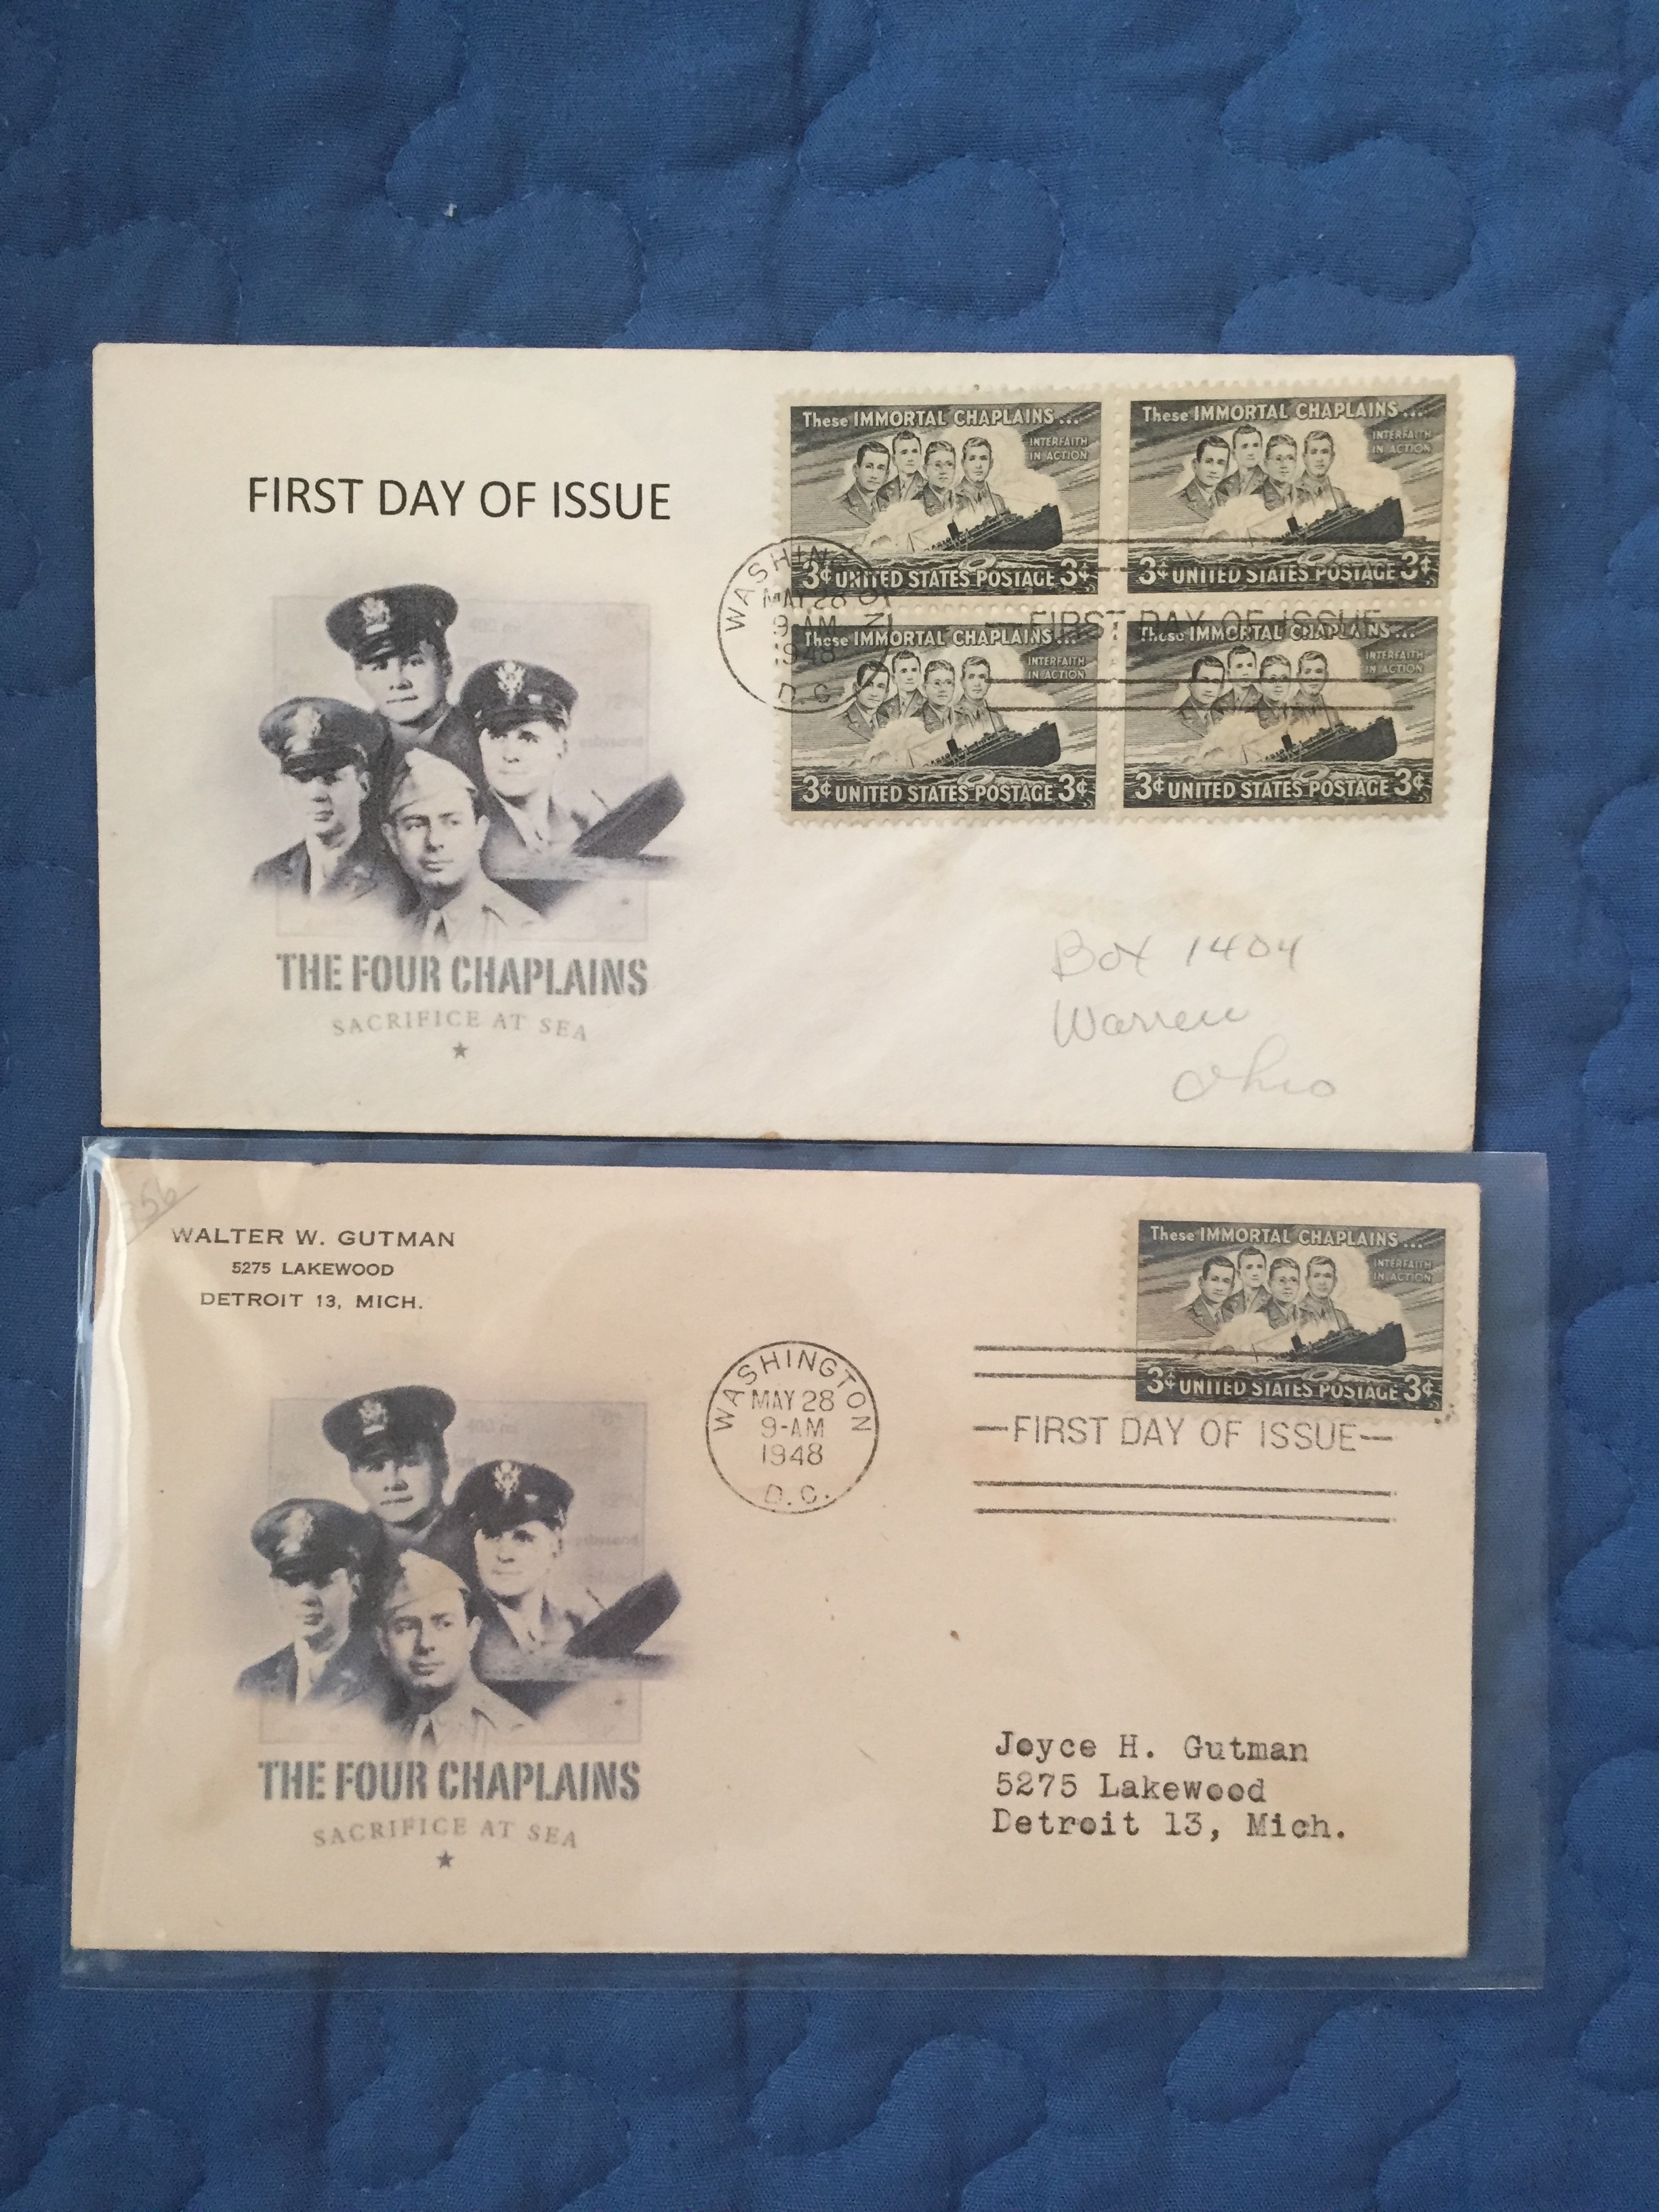 FIRST DAY OF ISSUE
These IMMORTAL CHAPLAINS...
INTERFAITH
IN ACTION
3¢ UNITED STATES POSTAGE 3¢
These IMMORTAL CHAPLAINS...
INTERFAITH
IN ACTION
3¢ UNITED STATES POSTAGE 3¢
WASHINGTON
MAY 28
9-AM
1948
D.C.
FIRST DAY OF ISSUE
These IMMORTAL CHAPLAINS...
INTERFAITH
IN ACTION
3¢ UNITED STATES POSTAGE 3¢
These IMMORTAL CHAPLAINS...
INTERFAITH
IN ACTION
3¢ UNITED STATES POSTAGE 3¢
THE FOUR CHAPLAINS
SACRIFICE AT SEA
Box 1404
Warren
Ohio
WALTER W. GUTMAN
5275 LAKEWOOD
DETROIT 13, MICH.
These IMMORTAL CHAPLAINS...
INTERFAITH
IN ACTION
3¢ UNITED STATES POSTAGE 3¢
WASHINGTON
MAY 28
9-AM
1948
D.C.
—FIRST DAY OF ISSUE—
THE FOUR CHAPLAINS
SACRIFICE AT SEA
Joyce H. Gutman
5275 Lakewood
Detroit 13, Mich.